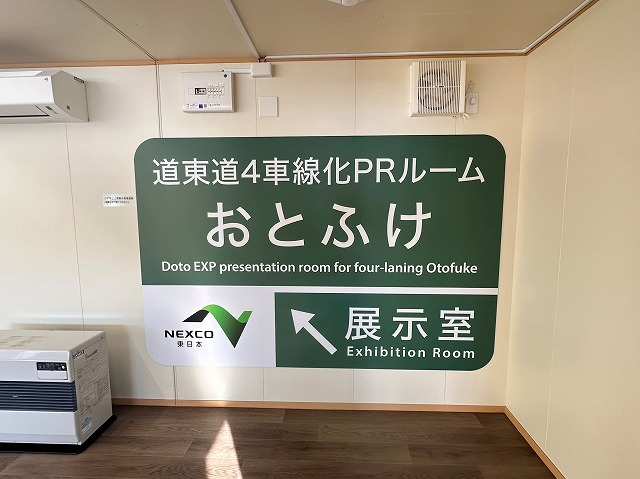 道東道4車線化PRルーム
おとふけ
Doto EXP presentation room for four-laning Otofuke
NEXCO
東日本
展示室
Exhibition Room